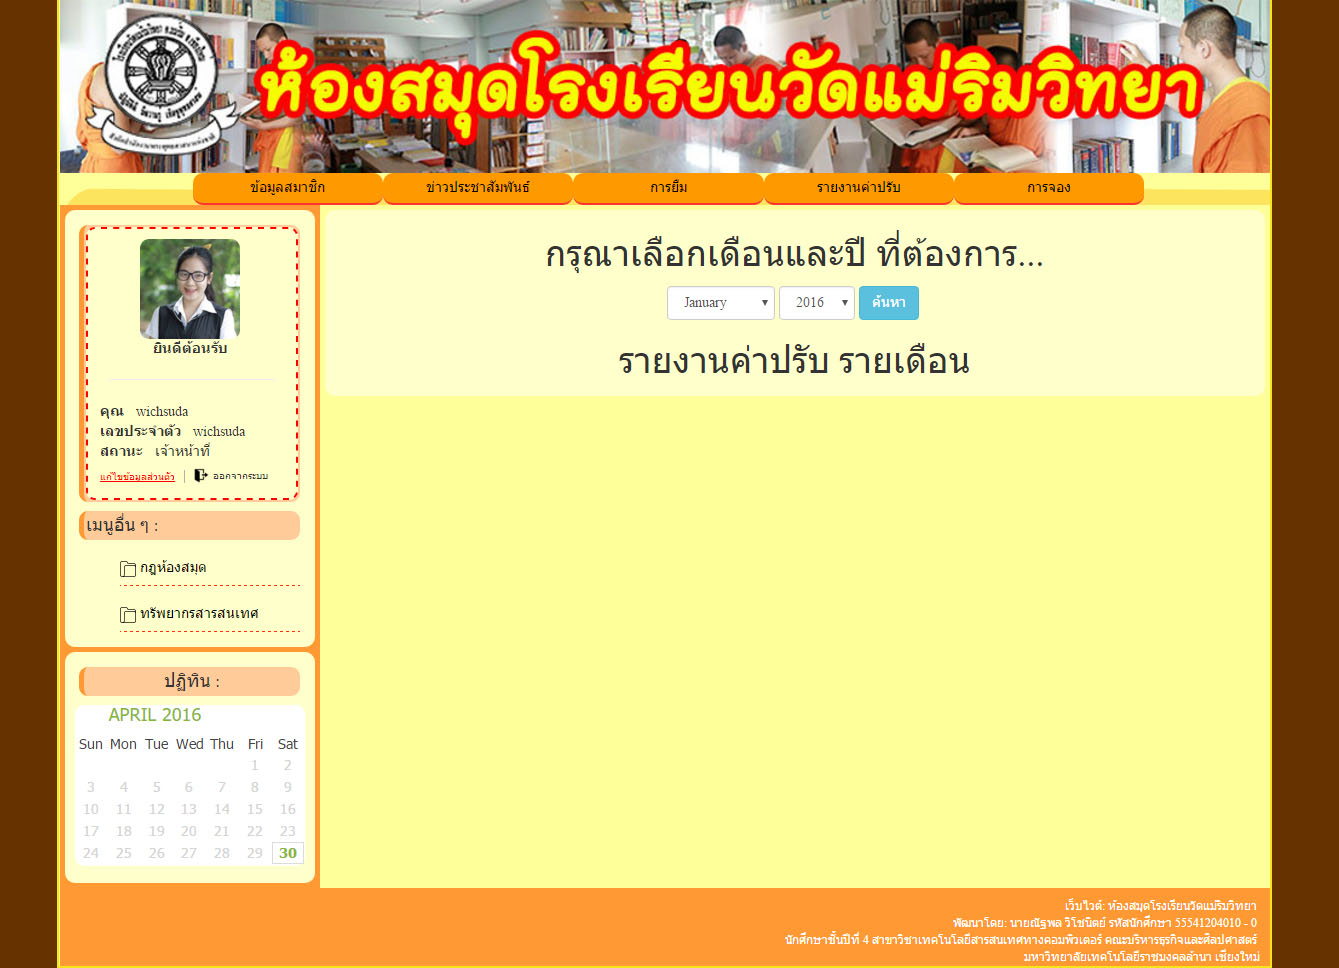 ห้องสมุดโรงเรียนวัดแม่ริมวิทยา
ข้อมูลสมาชิก ข่าวประชาสัมพันธ์ การยืม รายงานค่าปรับ การจอง
ยินดีต้อนรับ
คุณ wichsuda
เลขประจำตัว wichsuda
สถานะ เจ้าหน้าที่
แก้ไขข้อมูลส่วนตัว | ออกจากระบบ
เมนูอื่น ๆ :
กฎห้องสมุด
ทรัพยากรสารสนเทศ
ปฏิทิน :
APRIL 2016
Sun Mon Tue Wed Thu Fri Sat
1 2
3 4 5 6 7 8 9
10 11 12 13 14 15 16
17 18 19 20 21 22 23
24 25 26 27 28 29 30
กรุณาเลือกเดือนและปี ที่ต้องการ...
January 2016 ค้นหา
รายงานค่าปรับ รายเดือน
เว็บไวต์: ห้องสมุดโรงเรียนวัดแม่ริมวิทยา
พัฒนาโดย: นายณัฐพล วิโชนิตย์ รหัสนักศึกษา 55541204010 - 0
นักศึกษาชั้นปีที่ 4 สาขาวิชาเทคโนโลยีสารสนเทศทางคอมพิวเตอร์ คณะบริหารธุรกิจและศิลปศาสตร์
มหาวิทยาลัยเทคโนโลยีราชมงคลล้านนา เชียงใหม่